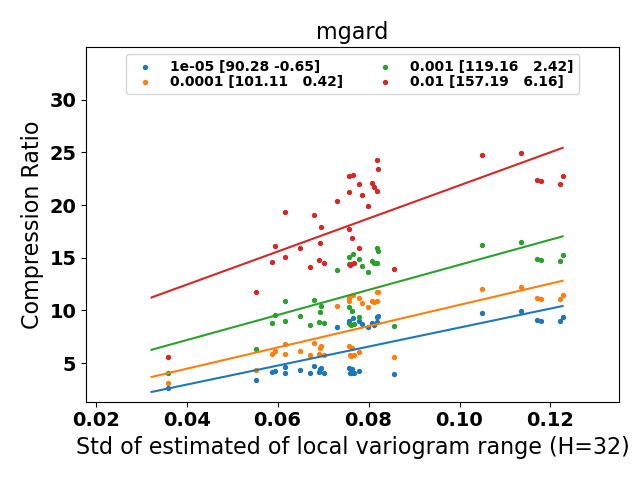 mgard
1e-05 [90.28 -0.65]
0.0001 [101.11 0.42]
0.001 [119.16 2.42]
0.01 [157.19 6.16]
Compression Ratio
30
25
20
15
10
5
0.02 0.04 0.06 0.08 0.10 0.12
Std of estimated of local variogram range (H=32)